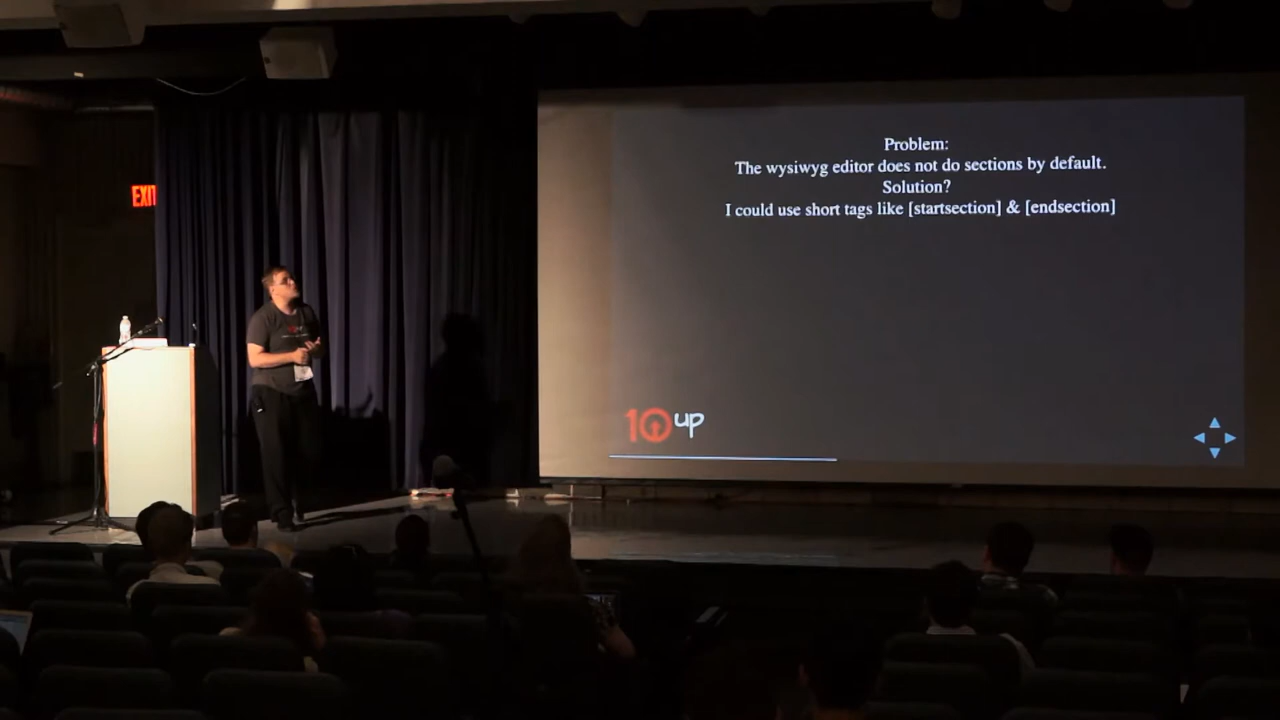 EXIT
Problem:
The wysiwyg editor does not do sections by default.
Solution?
I could use short tags like [startsection] & [endsection]
10up